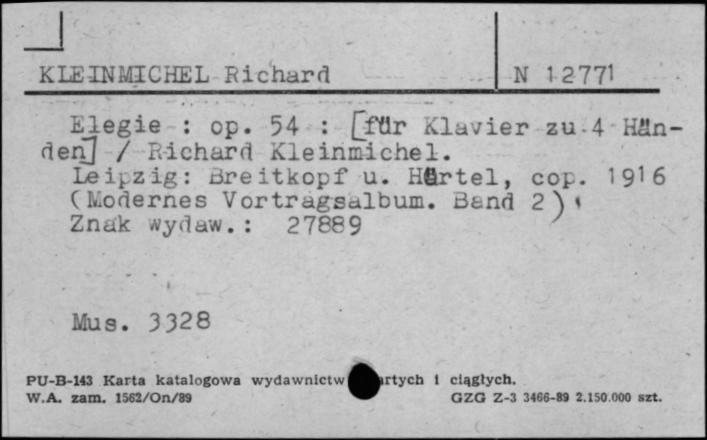 KLEINMICHEL Richard N 12771
Elegie : op. 54 : [für Klavier zu 4 Hän-
den] / Richard Kleinmichel.
Leipzig: Breitkopf u. Härtel, cop. 1916
(Modernes Vortragsalbum. Band 2).
Znak wydaw.: 27889
Mus. 3328
PU-B-143 Karta katalogowa wydawnictw i ciągłych.
W.A. zam. 1562/On/89 GZG Z-3 3466-89 2.150.000 szt.